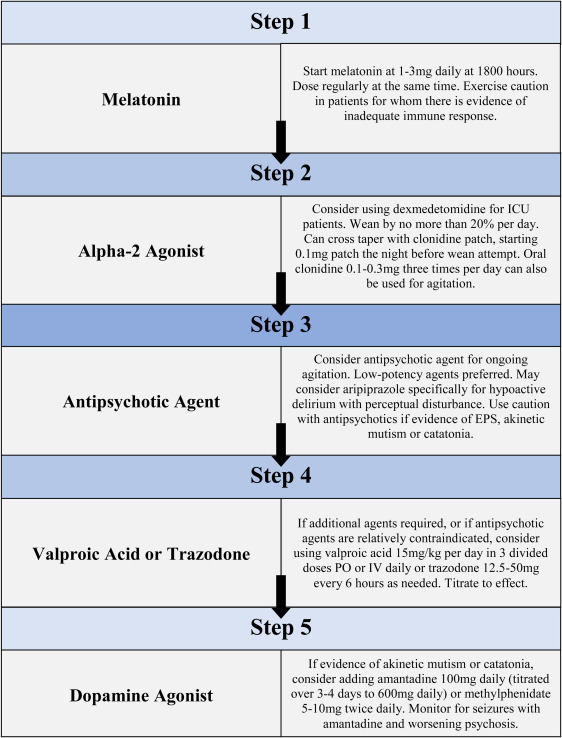 Step 1
Melatonin
Start melatonin at 1-3mg daily at 1800 hours.
Dose regularly at the same time. Exercise caution
in patients for whom there is evidence of
inadequate immune response.
Step 2
Alpha-2 Agonist
Consider using dexmedetomidine for ICU
patients. Wean by no more than 20% per day.
Can cross taper with clonidine patch, starting
0.1mg patch the night before wean attempt. Oral
clonidine 0.1-0.3mg three times per day can also
be used for agitation.
Step 3
Antipsychotic Agent
Consider antipsychotic agent for ongoing
agitation. Low-potency agents preferred. May
consider aripiprazole specifically for hypoactive
delirium with perceptual disturbance. Use caution
with antipsychotics if evidence of EPS, akinetic
mutism or catatonia.
Step 4
Valproic Acid or Trazodone
If additional agents required, or if antipsychotic
agents are relatively contraindicated, consider
using valproic acid 15mg/kg per day in 3 divided
doses PO or IV daily or trazodone 12.5-50mg
every 6 hours as needed. Titrate to effect.
Step 5
Dopamine Agonist
If evidence of akinetic mutism or catatonia,
consider adding amantadine 100mg daily (titrated
over 3-4 days to 600mg daily) or methylphenidate
5-10mg twice daily. Monitor for seizures with
amantadine and worsening psychosis.